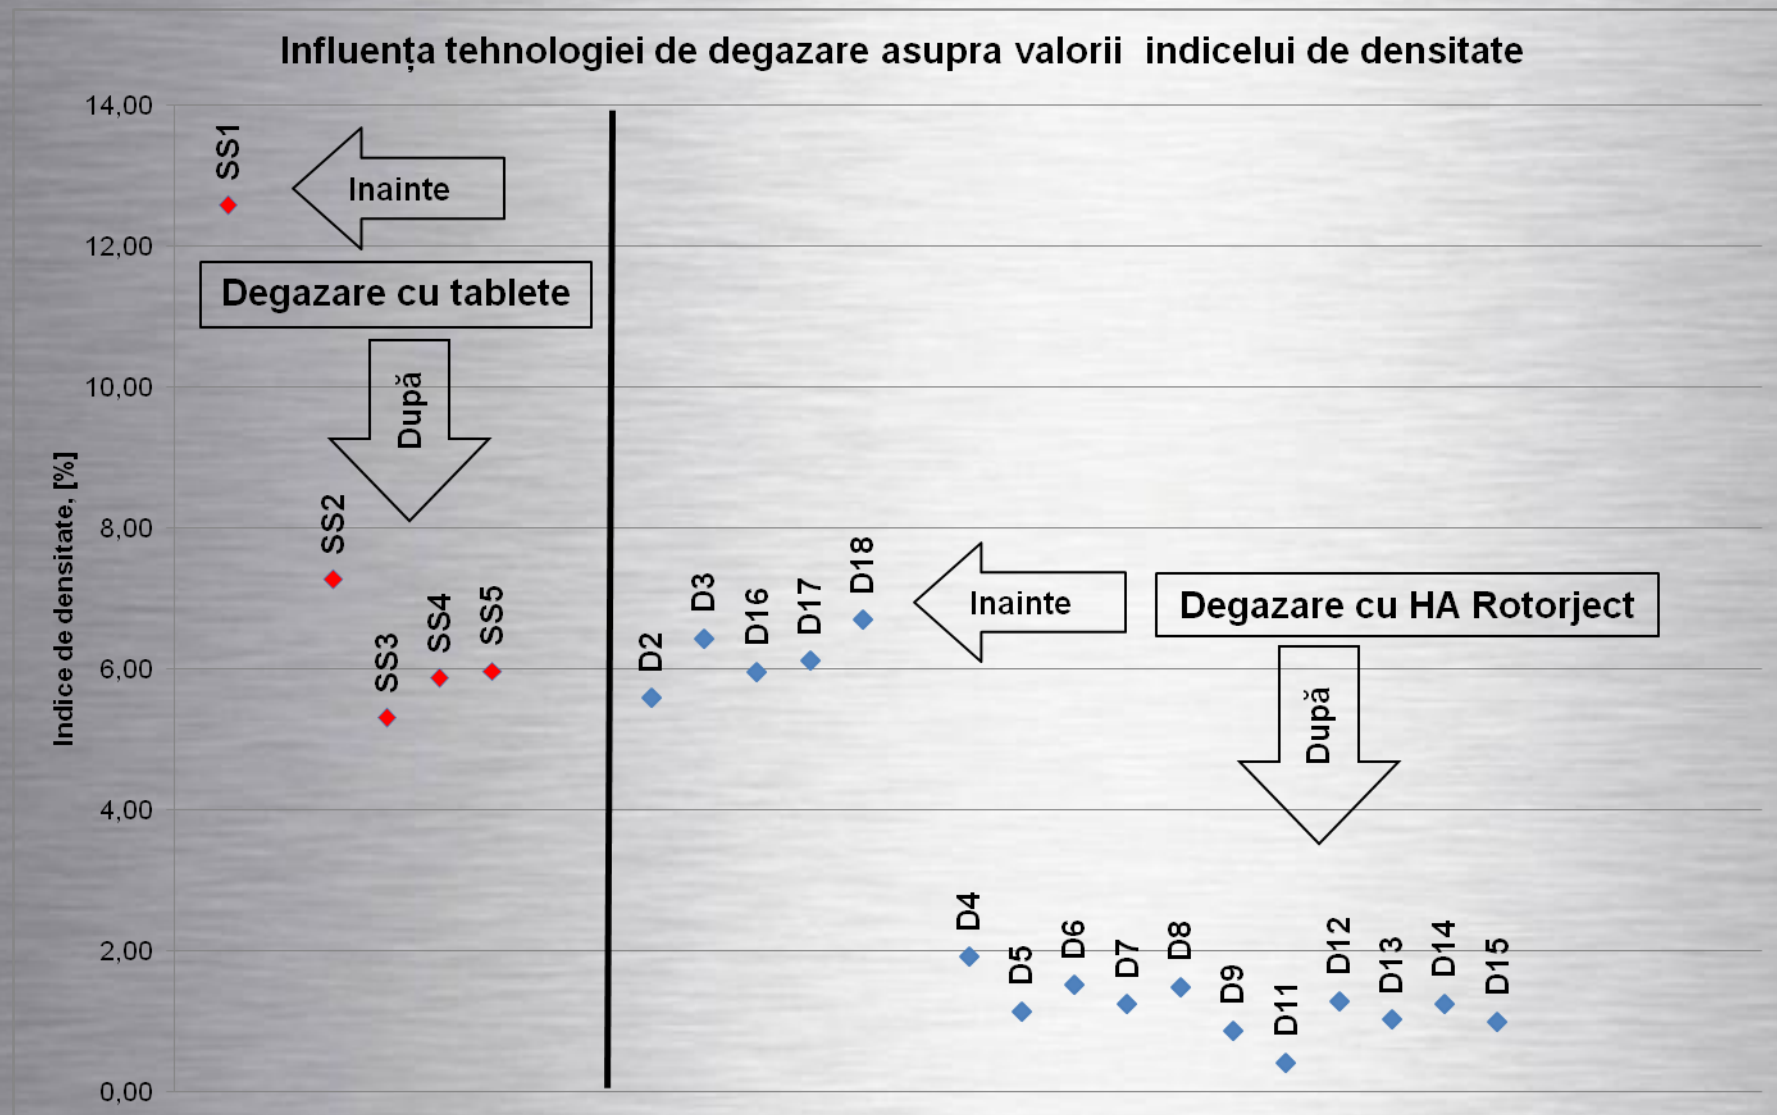 Influența tehnologiei de degazare asupra valorii indicelui de densitate
14,00
12,00
10,00
8,00
6,00
4,00
2,00
0,00
Indice de densitate, [%]
SS1
Inainte
Degazare cu tablete
După
SS2
SS3
SS4
SS5
D2
D3
D16
D17
D18
Inainte
Degazare cu HA Rotorject
După
D4
D5
D6
D7
D8
D9
D11
D12
D13
D14
D15